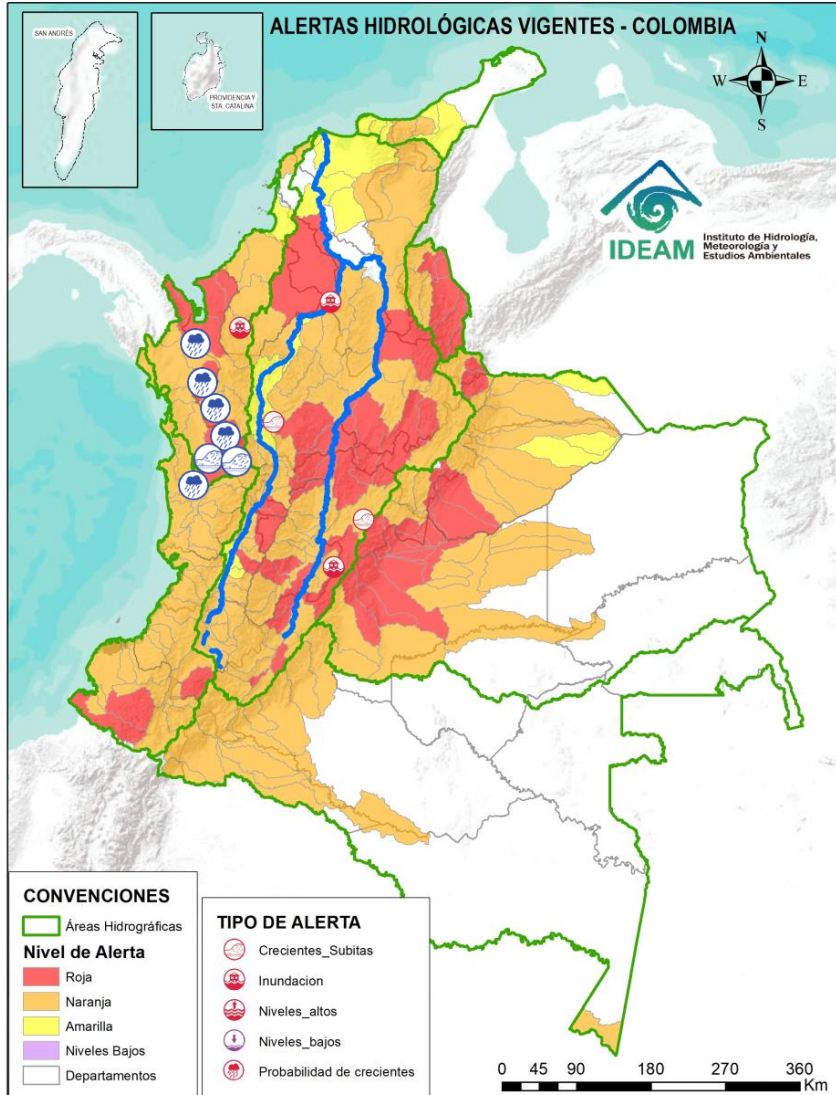 ALERTAS HIDROLÓGICAS VIGENTES - COLOMBIA
SAN ANDRÉS
PROVIDENCIA Y
STA. CATALINA
N
W E
S
IDEAM
Instituto de Hidrología,
Meteorología y
Estudios Ambientales
CONVENCIONES
Áreas Hidrográficas
Nivel de Alerta
Roja
Naranja
Amarilla
Niveles Bajos
Departamentos
TIPO DE ALERTA
Crecientes_Subitas
Inundacion
Niveles_altos
Niveles_bajos
Probabilidad de crecientes
0 45 90 180 270 360
Km